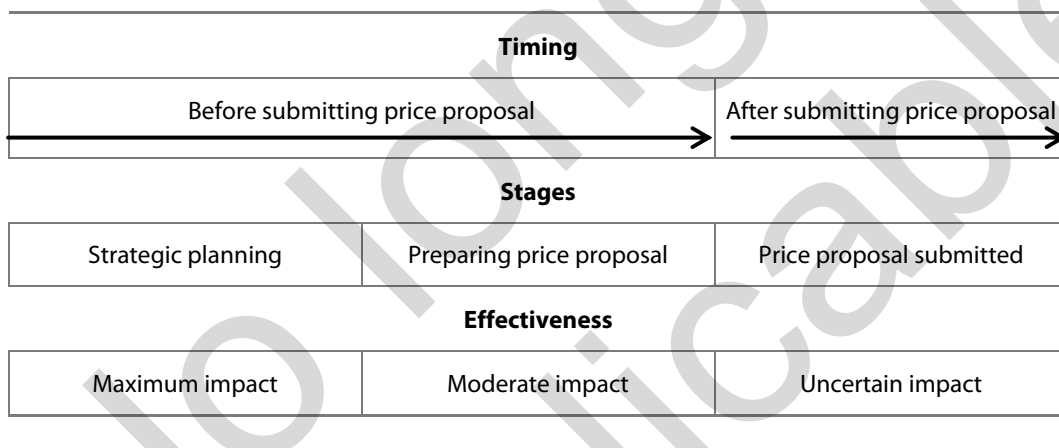 Timing
Before submitting price proposal After submitting price proposal
Stages
Strategic planning Preparing price proposal Price proposal submitted
Effectiveness
Maximum impact Moderate impact Uncertain impact